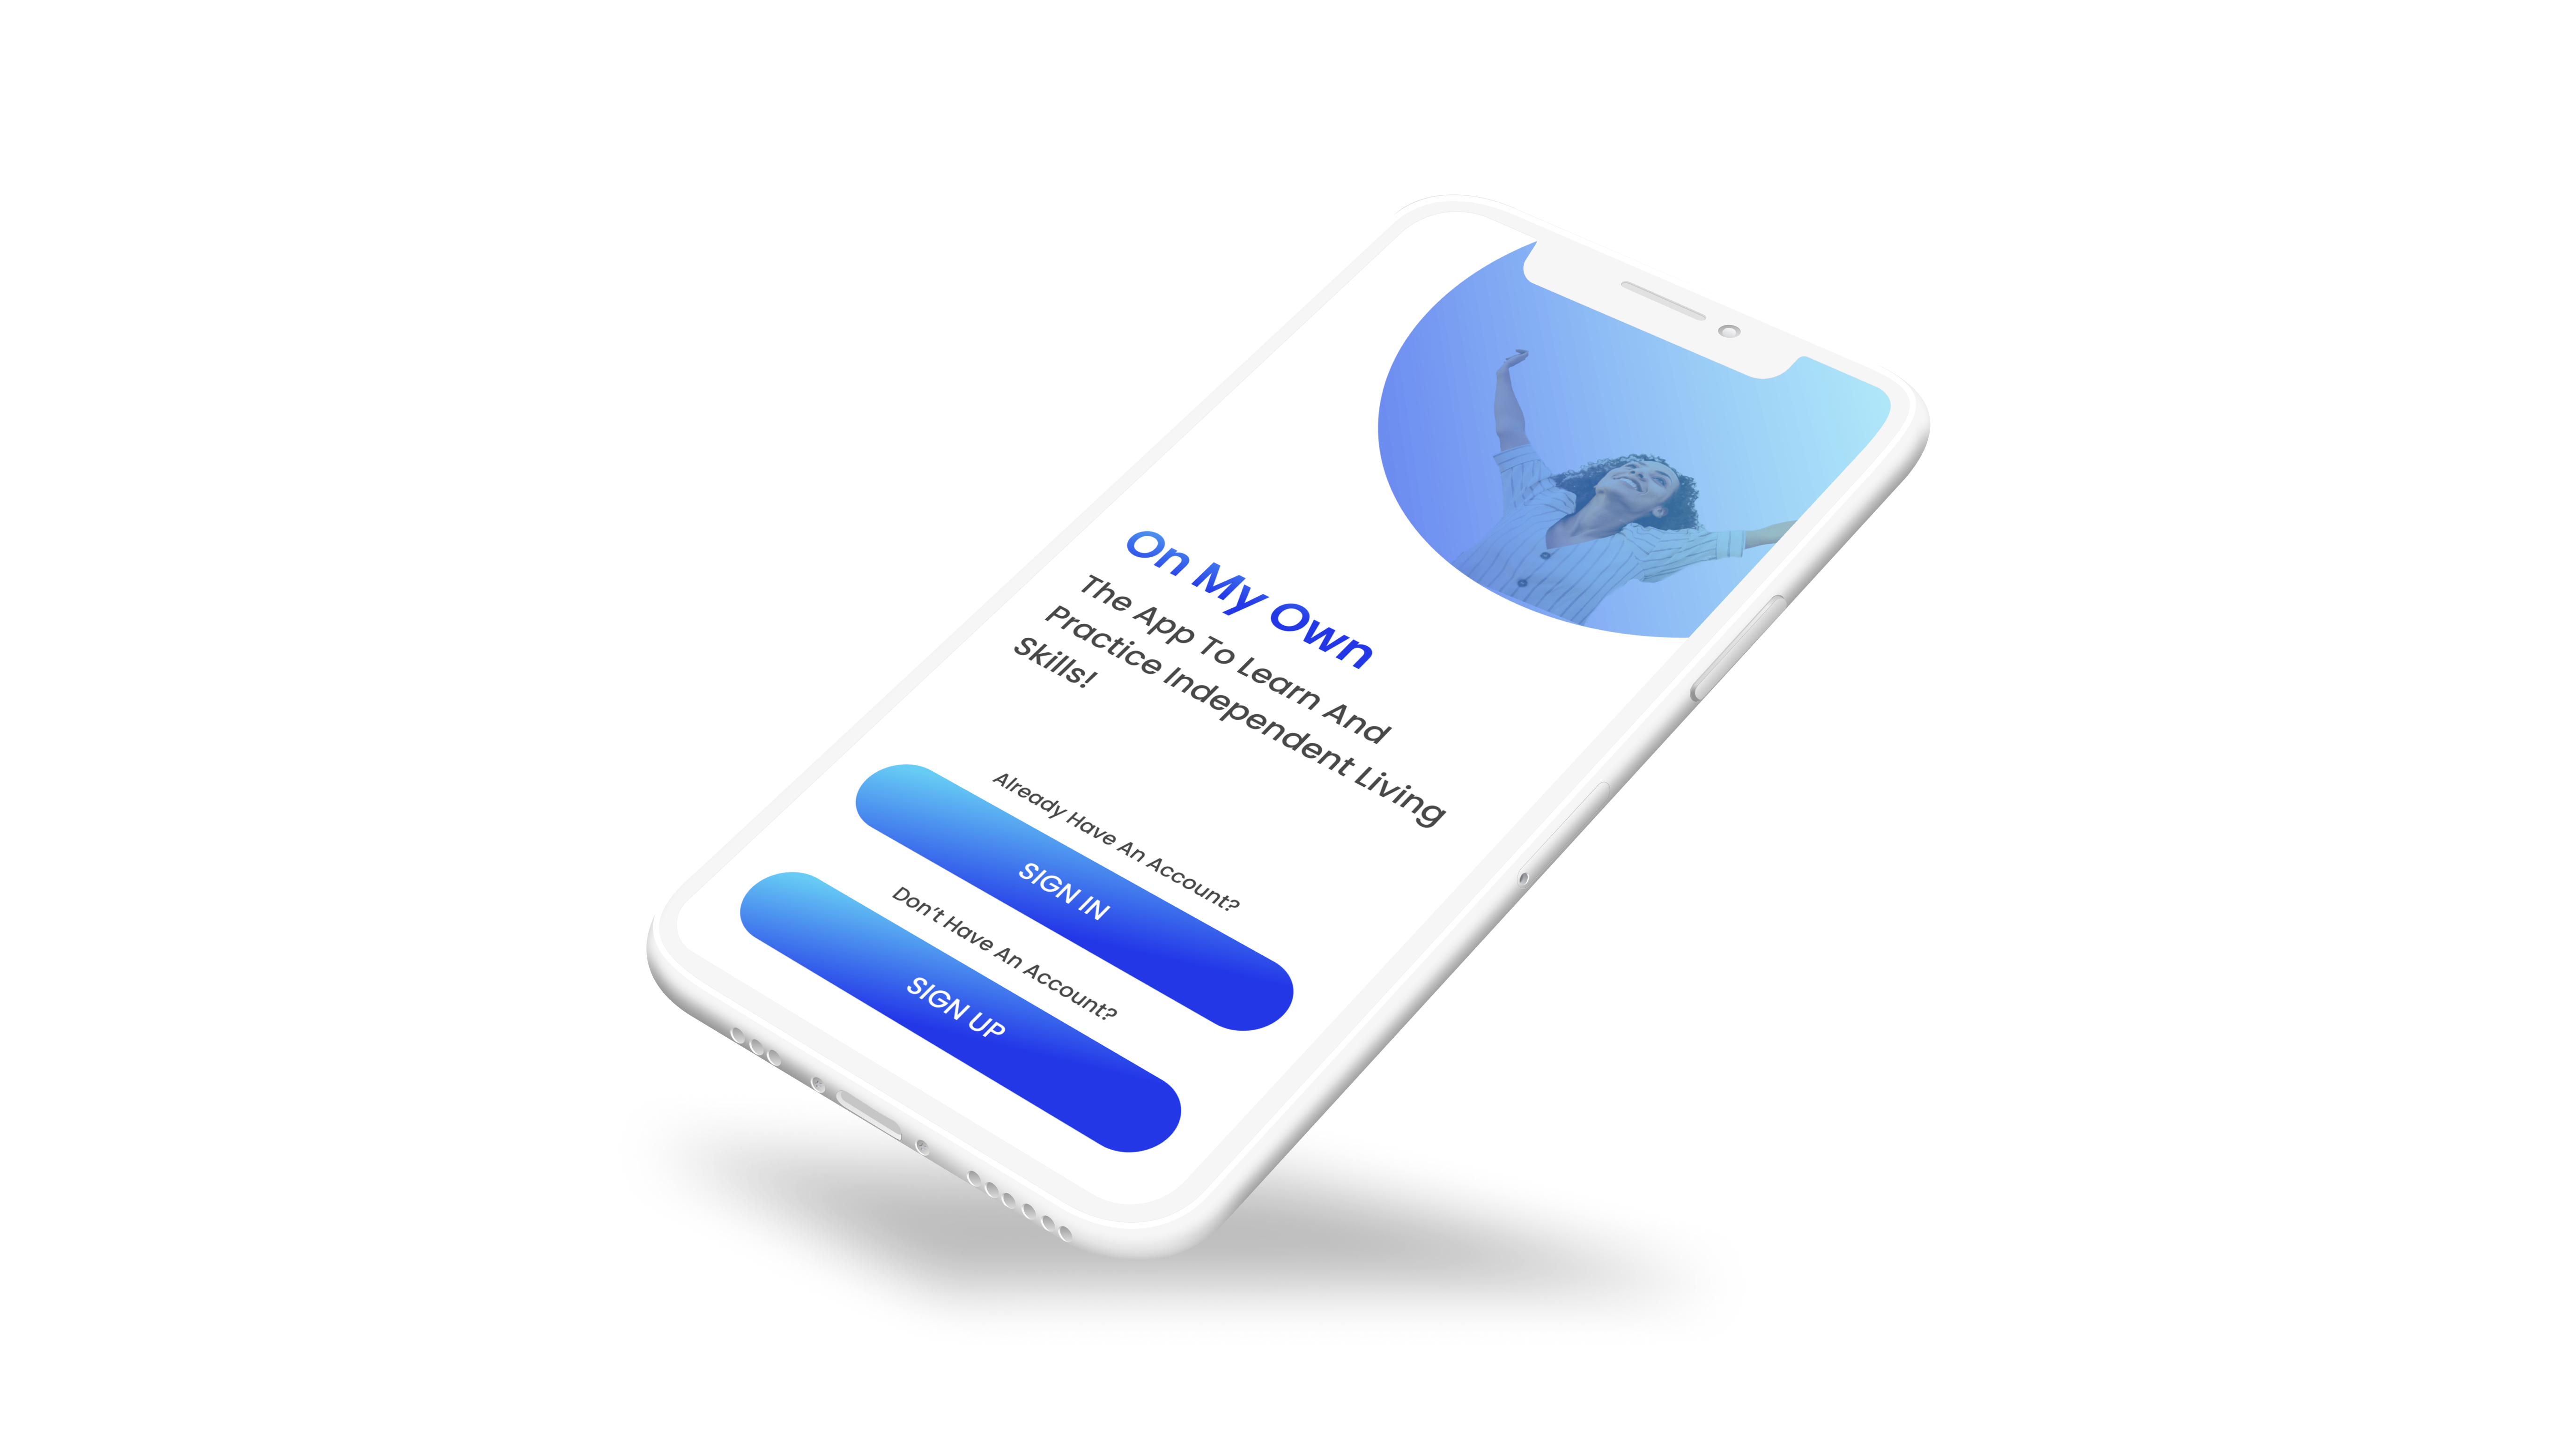 On My Own
The App To Learn And
Practice Independent Living
Skills!
Already Have An Account?
SIGN IN
Don't Have An Account?
SIGN UP